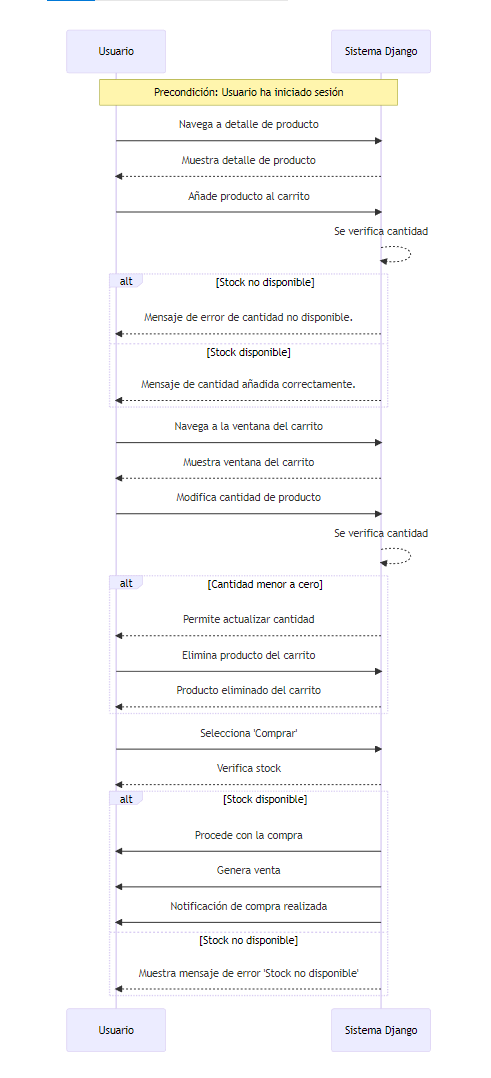 Usuario
Sistema Django
Precondición: Usuario ha iniciado sesión
Navega a detalle de producto
Muestra detalle de producto
Añade producto al carrito
Se verifica cantidad
alt
[Stock no disponible]
Mensaje de error de cantidad no disponible.
[Stock disponible]
Mensaje de cantidad añadida correctamente.
Navega a la ventana del carrito
Muestra ventana del carrito
Modifica cantidad de producto
Se verifica cantidad
alt
[Cantidad menor a cero]
Permite actualizar cantidad
Elimina producto del carrito
Producto eliminado del carrito
Selecciona 'Comprar'
Verifica stock
alt
[Stock disponible]
Procede con la compra
Genera venta
Notificación de compra realizada
[Stock no disponible]
Muestra mensaje de error 'Stock no disponible'
Usuario
Sistema Django